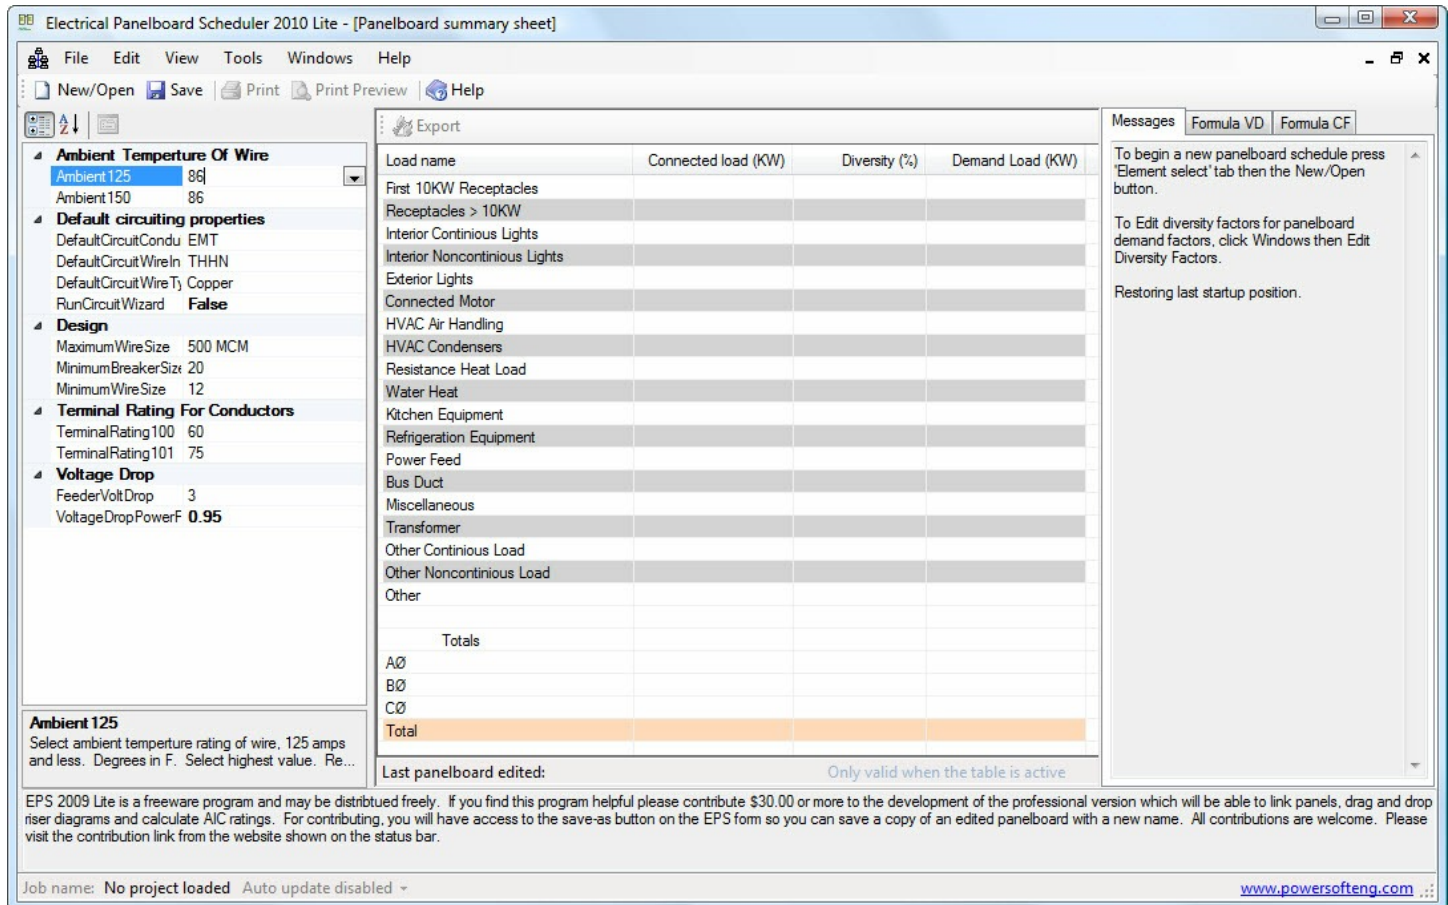 Electrical Panelboard Scheduler 2010 Lite - [Panelboard summary sheet]
File Edit View Tools Windows Help
New/Open Save Print Print Preview Help
Ambient Temperture Of Wire
Ambient125 86
Ambient150 86
Default circuiting properties
DefaultCircuitCondu EMT
DefaultCircuitWireIn THHN
DefaultCircuitWireTy Copper
RunCircuitWizard False
Design
MaximumWireSize 500 MCM
MinimumBreakerSize 20
MinimumWireSize 12
Terminal Rating For Conductors
TerminalRating100 60
TerminalRating101 75
Voltage Drop
FeederVoltDrop 3
VoltageDropPowerF 0.95
Ambient125
Select ambient temperture rating of wire, 125 amps
and less. Degrees in F. Select highest value. Re...
Export
Load name Connected load (KW) Diversity (%) Demand Load (KW)
First 10KW Receptacles
Receptacles > 10KW
Interior Continious Lights
Interior Noncontinious Lights
Exterior Lights
Connected Motor
HVAC Air Handling
HVAC Condensers
Resistance Heat Load
Water Heat
Kitchen Equipment
Refrigeration Equipment
Power Feed
Bus Duct
Miscellaneous
Transformer
Other Continious Load
Other Noncontinious Load
Other
Totals
AØ
BØ
CØ
Total
Last panelboard edited: Only valid when the table is active
Messages Formula VD Formula CF
To begin a new panelboard schedule press
'Element select' tab then the New/Open
button.
To Edit diversity factors for panelboard
demand factors, click Windows then Edit
Diversity Factors.
Restoring last startup position.
EPS 2009 Lite is a freeware program and may be distribtued freely. If you find this program helpful please contribute $30.00 or more to the development of the professional version which will be able to link panels, drag and drop
riser diagrams and calculate AIC ratings. For contributing, you will have access to the save-as button on the EPS form so you can save a copy of an edited panelboard with a new name. All contributions are welcome. Please
visit the contribution link from the website shown on the status bar.
Job name: No project loaded Auto update disabled www.powersofteng.com